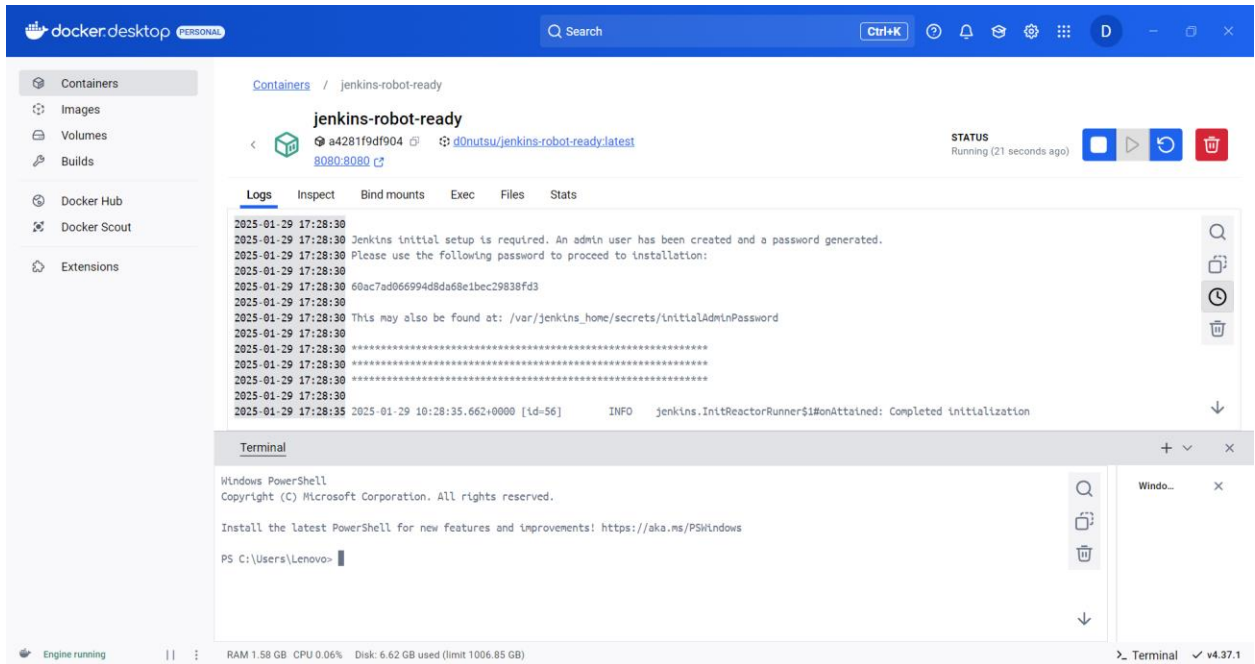 docker.desktop PERSONAL
Search
Ctrl+K
D
Containers
Images
Volumes
Builds
Docker Hub
Docker Scout
Extensions
Containers / jenkins-robot-ready
jenkins-robot-ready
a4281f9df904 d0nutsu/jenkins-robot-ready:latest
8080:8080
STATUS
Running (21 seconds ago)
Logs Inspect Bind mounts Exec Files Stats
2025-01-29 17:28:30
2025-01-29 17:28:30 Jenkins initial setup is required. An admin user has been created and a password generated.
2025-01-29 17:28:30 Please use the following password to proceed to installation:
2025-01-29 17:28:30
2025-01-29 17:28:30 60ac7ad066994d8da68e1bec29838fd3
2025-01-29 17:28:30
2025-01-29 17:28:30 This may also be found at: /var/jenkins_home/secrets/initialAdminPassword
2025-01-29 17:28:30
2025-01-29 17:28:30 *************************************************************
2025-01-29 17:28:30 *************************************************************
2025-01-29 17:28:30 *************************************************************
2025-01-29 17:28:30
2025-01-29 17:28:35 2025-01-29 10:28:35.662+0000 [id=56] INFO jenkins.InitReactorRunner$1#onAttained: Completed initialization
Terminal
Windows PowerShell
Copyright (C) Microsoft Corporation. All rights reserved.
Install the latest PowerShell for new features and improvements! https://aka.ms/PSWindows
PS C:\Users\Lenovo>
Windo...
Engine running
RAM 1.58 GB CPU 0.06% Disk: 6.62 GB used (limit 1006.85 GB)
Terminal v4.37.1